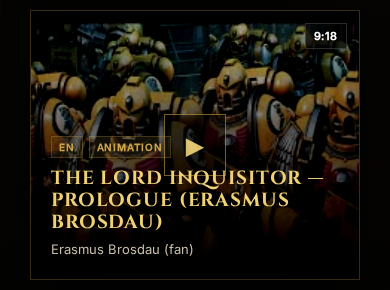 9:18
EN
ANIMATION
THE LORD INQUISITOR —
PROLOGUE (ERASMUS
BROSDAU)
Erasmus Brosdau (fan)